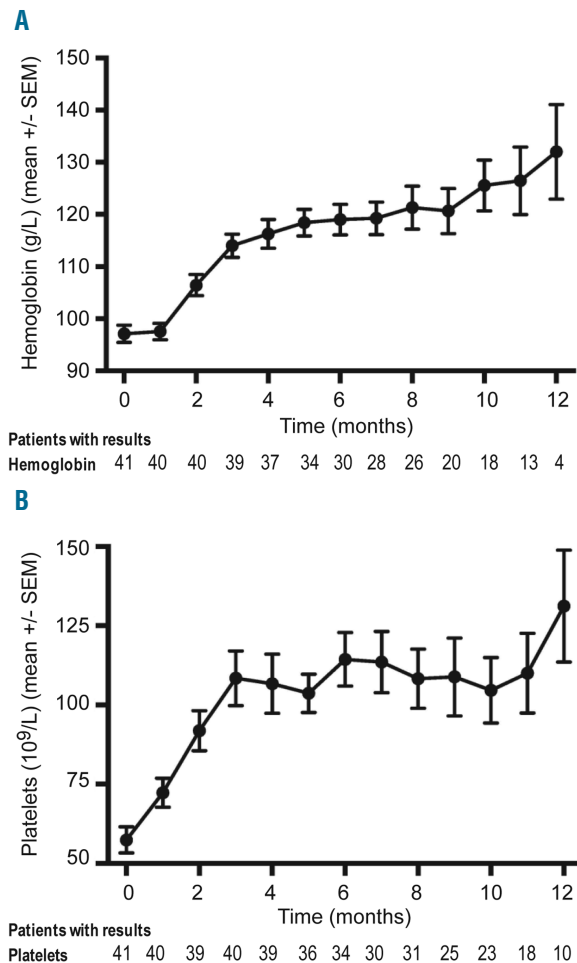 A
Hemoglobin (g/L) (mean +/- SEM)
150
140
130
120
110
100
90
0 2 4 6 8 10 12
Time (months)
Patients with results
Hemoglobin 41 40 40 39 37 34 30 28 26 20 18 13 4
B
Platelets (10⁹/L) (mean +/- SEM)
150
125
100
75
50
0 2 4 6 8 10 12
Time (months)
Patients with results
Platelets 41 40 39 40 39 36 34 30 31 25 23 18 10